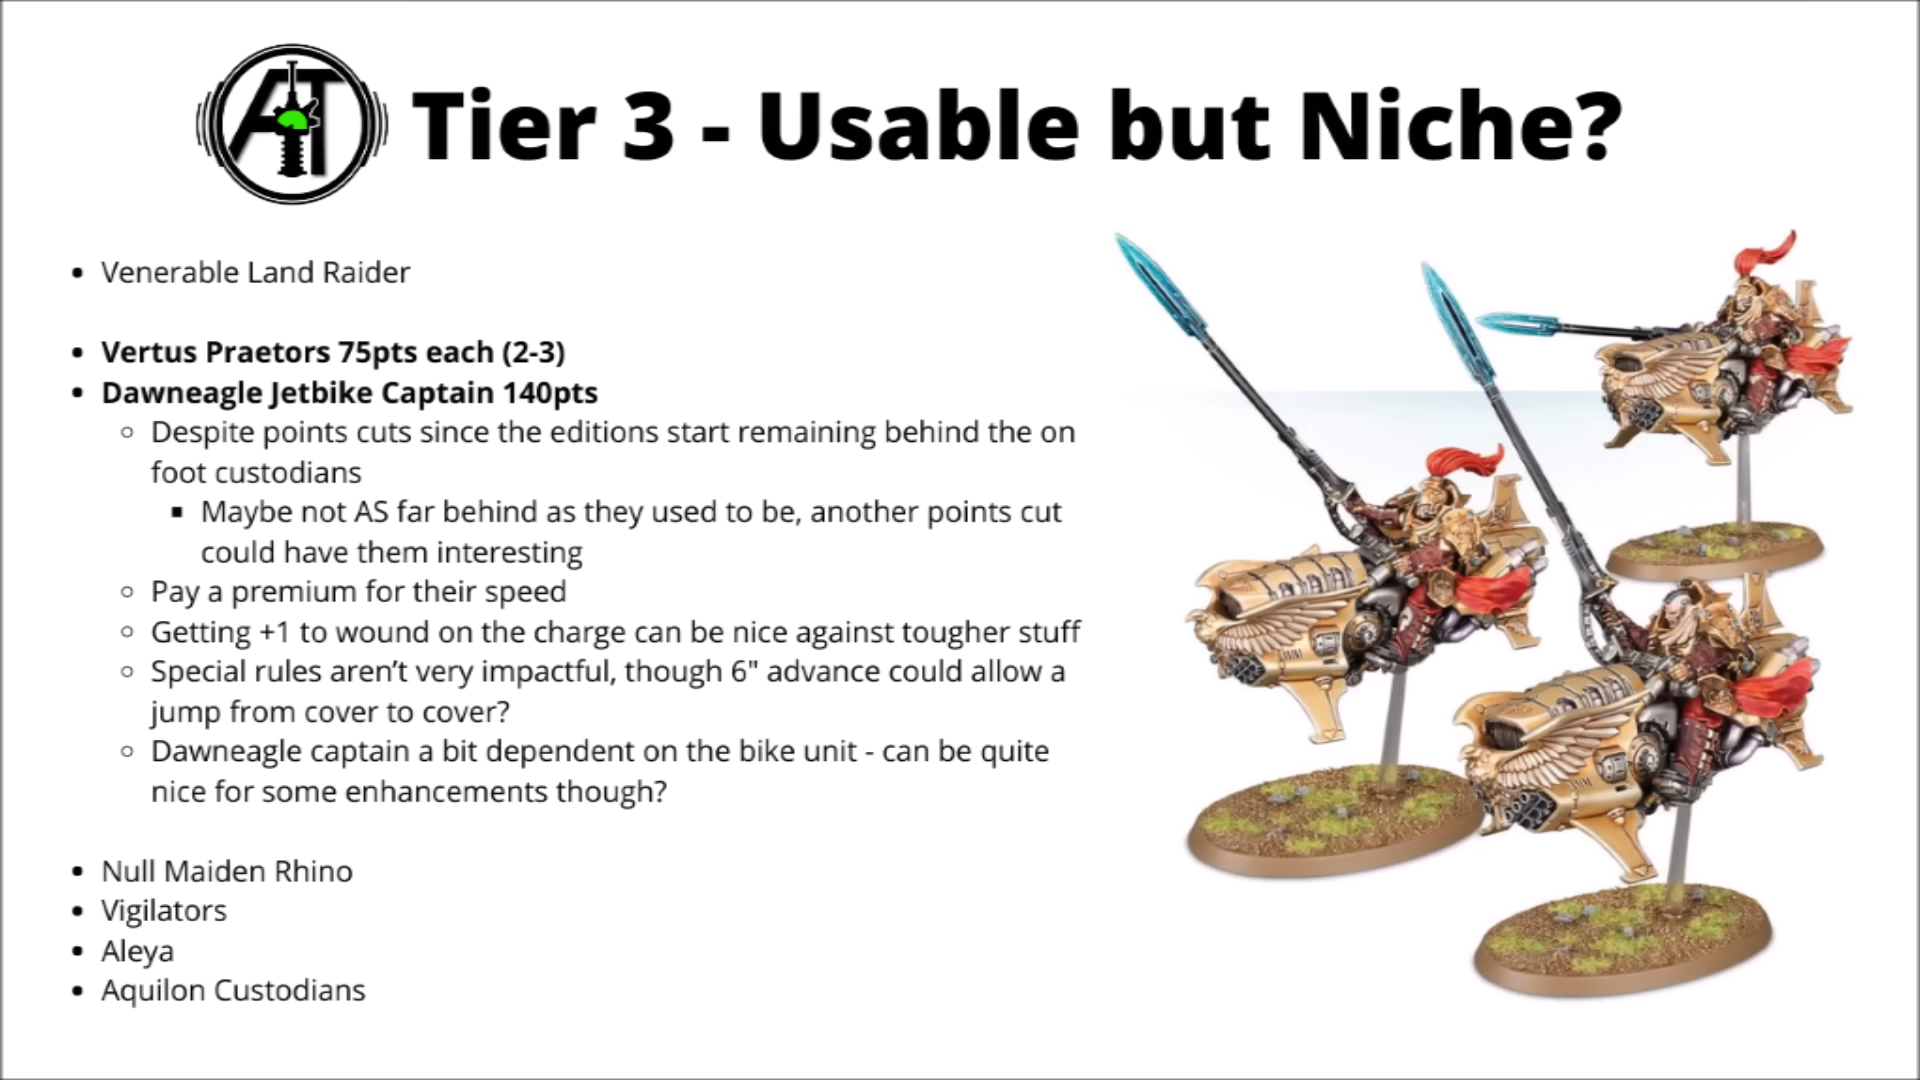 AT
Tier 3 - Usable but Niche?
• Venerable Land Raider
• Vertus Praetors 75pts each (2-3)
• Dawneagle Jetbike Captain 140pts
◦ Despite points cuts since the editions start remaining behind the on
foot custodians
▪ Maybe not AS far behind as they used to be, another points cut
could have them interesting
◦ Pay a premium for their speed
◦ Getting +1 to wound on the charge can be nice against tougher stuff
◦ Special rules aren’t very impactful, though 6" advance could allow a
jump from cover to cover?
◦ Dawneagle captain a bit dependent on the bike unit - can be quite
nice for some enhancements though?
• Null Maiden Rhino
• Vigilators
• Aleya
• Aquilon Custodians